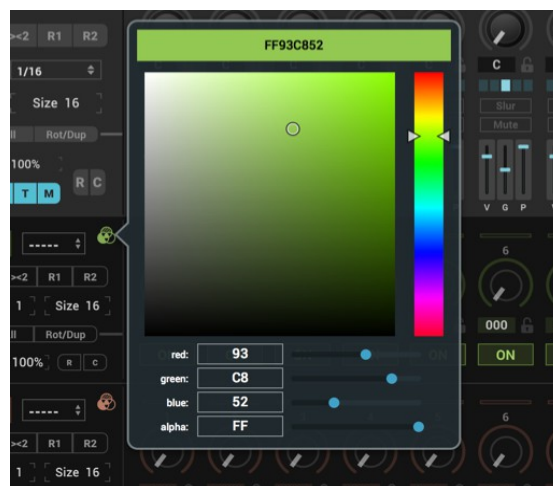 FF93C852
><2 R1 R2
1/16
Size 16
Rot/Dup
100%
R C
T M
-----
><2 R1 R2
1 Size 16
Rot/Dup
100% R C
-----
><2 R1 R2
1 Size 16
red: 93
green: C8
blue: 52
alpha: FF
C
Slur
Mute
V G P
6
000
ON
ON
6